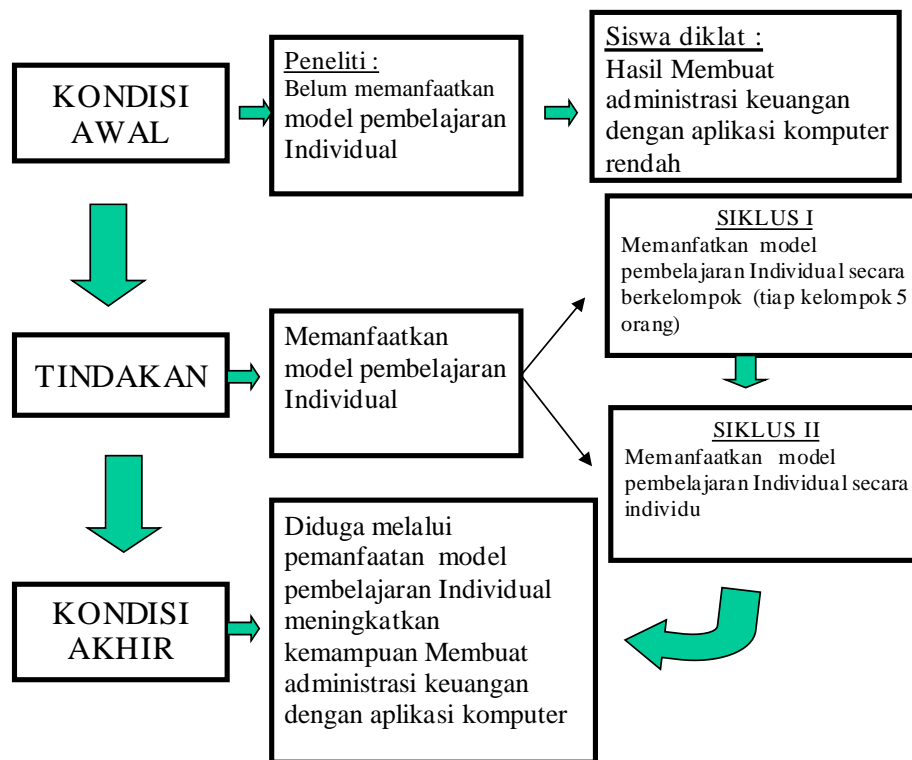 KONDISI
AWAL
Peneliti :
Belum memanfaatkan
model pembelajaran
Individual
Siswa diklat :
Hasil Membuat
administrasi keuangan
dengan aplikasi komputer
rendah
TINDAKAN
Memanfaatkan
model pembelajaran
Individual
SIKLUS I
Memanfatkan model
pembelajaran Individual secara
berkelompok (tiap kelompok 5
orang)
SIKLUS II
Memanfaatkan model
pembelajaran Individual secara
individu
KONDISI
AKHIR
Diduga melalui
pemanfaatan model
pembelajaran Individual
meningkatkan
kemampuan Membuat
administrasi keuangan
dengan aplikasi komputer